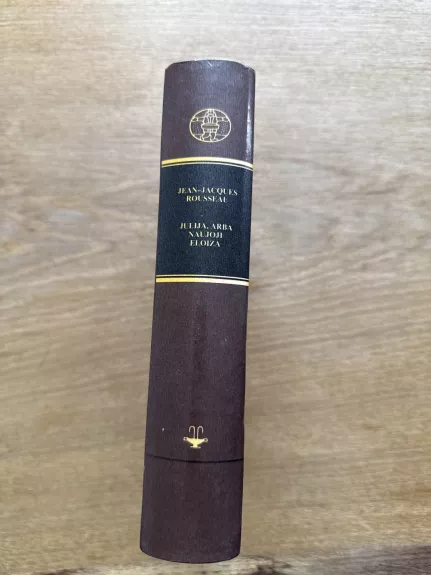 JEAN-JACQUES
ROUSSEAU
JULIJA, ARBA
NAUJOJI
ELOIZA